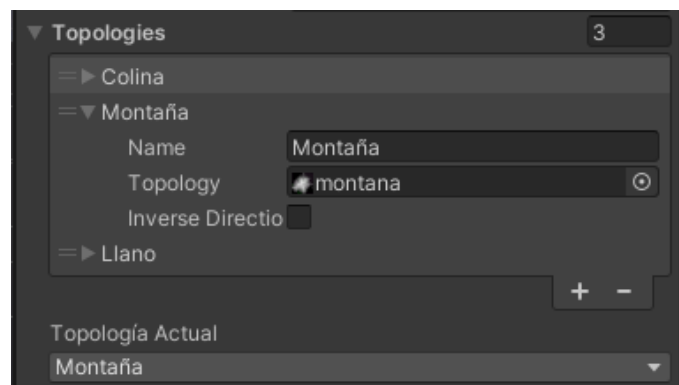 Topologies 3
Colina
Montaña
Name Montaña
Topology montana
Inverse Directio
Llano
+ -
Topología Actual
Montaña